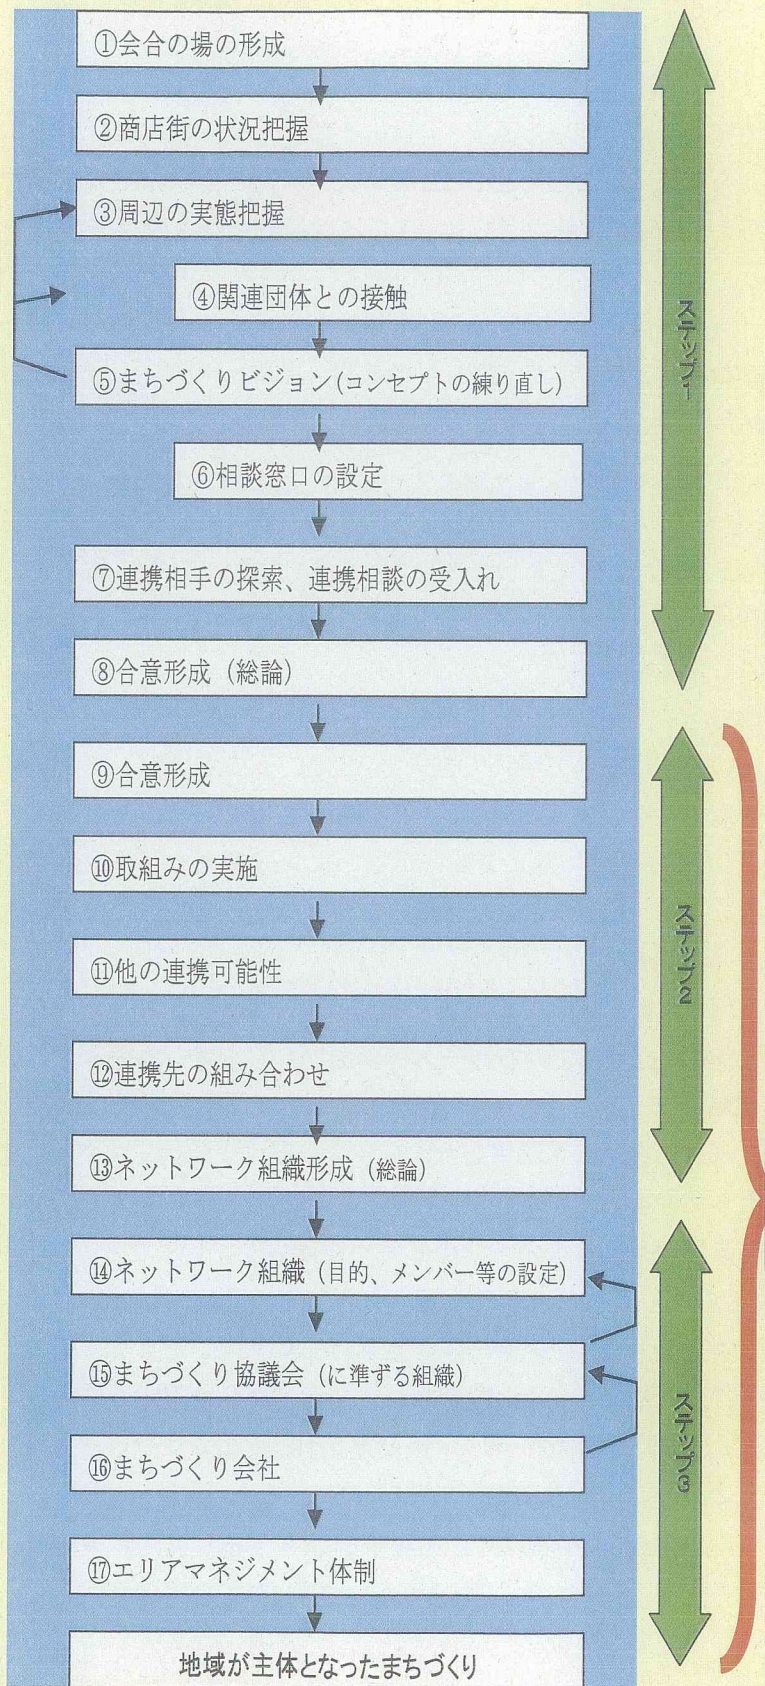 ①会合の場の形成
②商店街の状況把握
③周辺の実態把握
④関連団体との接触
⑤まちづくりビジョン(コンセプトの練り直し)
⑥相談窓口の設定
⑦連携相手の探索、連携相談の受入れ
⑧合意形成（総論）
ステップ1
⑨合意形成
⑩取組みの実施
⑪他の連携可能性
⑫連携先の組み合わせ
⑬ネットワーク組織形成（総論）
ステップ2
⑭ネットワーク組織（目的、メンバー等の設定）
⑮まちづくり協議会（に準ずる組織）
⑯まちづくり会社
⑰エリアマネジメント体制
ステップ3
地域が主体となったまちづくり